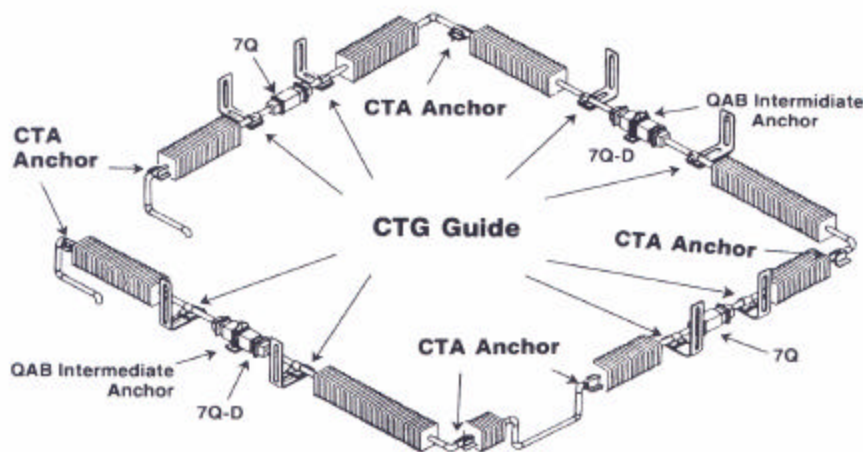 7Q
CTA Anchor
QAB Intermidiate
Anchor
CTA
Anchor
7Q-D
CTG Guide
CTA Anchor
CTA Anchor
7Q
QAB Intermediate
Anchor
7Q-D